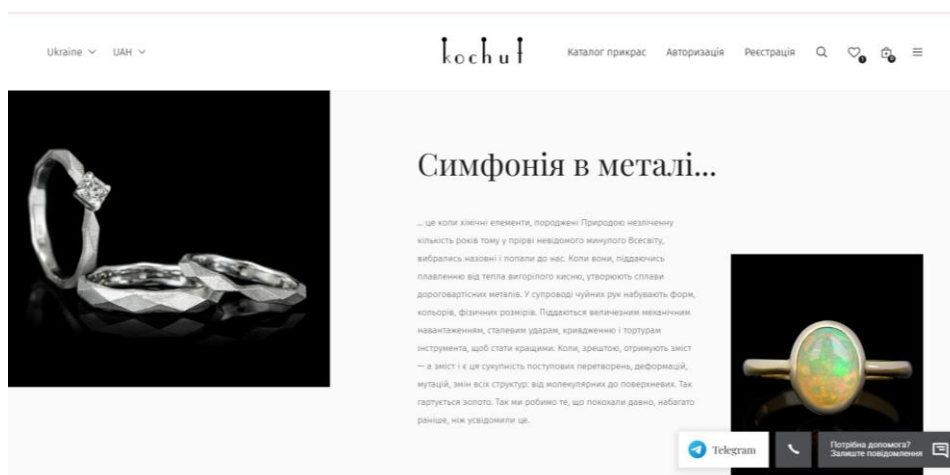 Ukraine UAH kochut Каталог прикрас Авторизація Реєстрація 1 0
Симфонія в металі...
... це коли хімічні елементи, породжені Природою незліченну
кількість років тому у прірві невідомого минулого Всесвіту,
вибрались назовні і попали до нас. Коли вони, піддаючись
плавленню від тепла вигорілого кисню, утворюють сплави
дороговартісних металів. У супроводі чуйних рук набувають форм,
кольорів, фізичних розмірів. Піддаються величезним механічним
навантаженням, сталевим ударам, кривдженню і тортурам
інструмента, щоб стати кращими. Коли, зрештою, отримують зміст
— а зміст і є ця сукупність поступових перетворень, деформацій,
мутацій, змін всіх структур: від молекулярних до поверхневих. Так
гартується золото. Так ми робимо те, що покохали давно, набагато
раніше, ніж усвідомили це.
Telegram
Потрібна допомога?
Залиште повідомлення